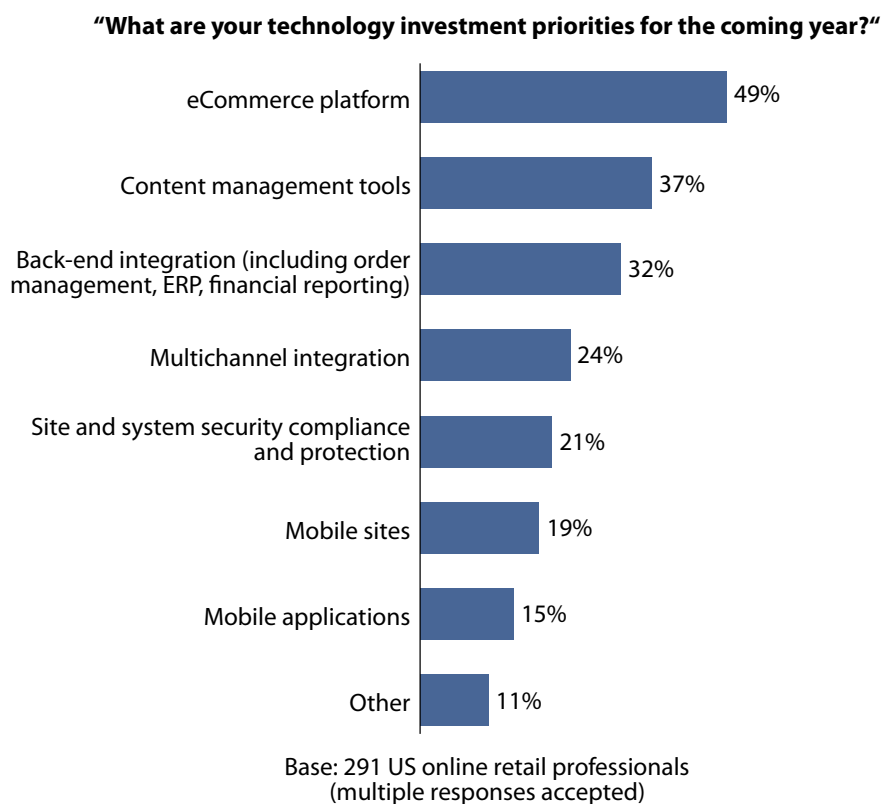 “What are your technology investment priorities for the coming year?“
eCommerce platform
49%
Content management tools
37%
Back-end integration (including order
management, ERP, financial reporting)
32%
Multichannel integration
24%
Site and system security compliance
and protection
21%
Mobile sites
19%
Mobile applications
15%
Other
11%
Base: 291 US online retail professionals
(multiple responses accepted)